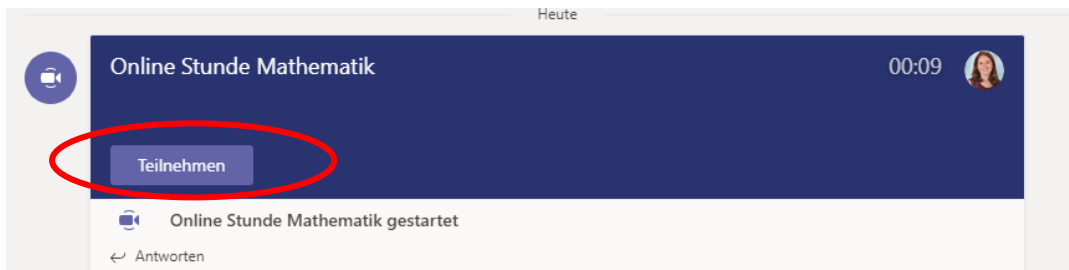 Heute
Online Stunde Mathematik 00:09
Teilnehmen
Online Stunde Mathematik gestartet
Antworten